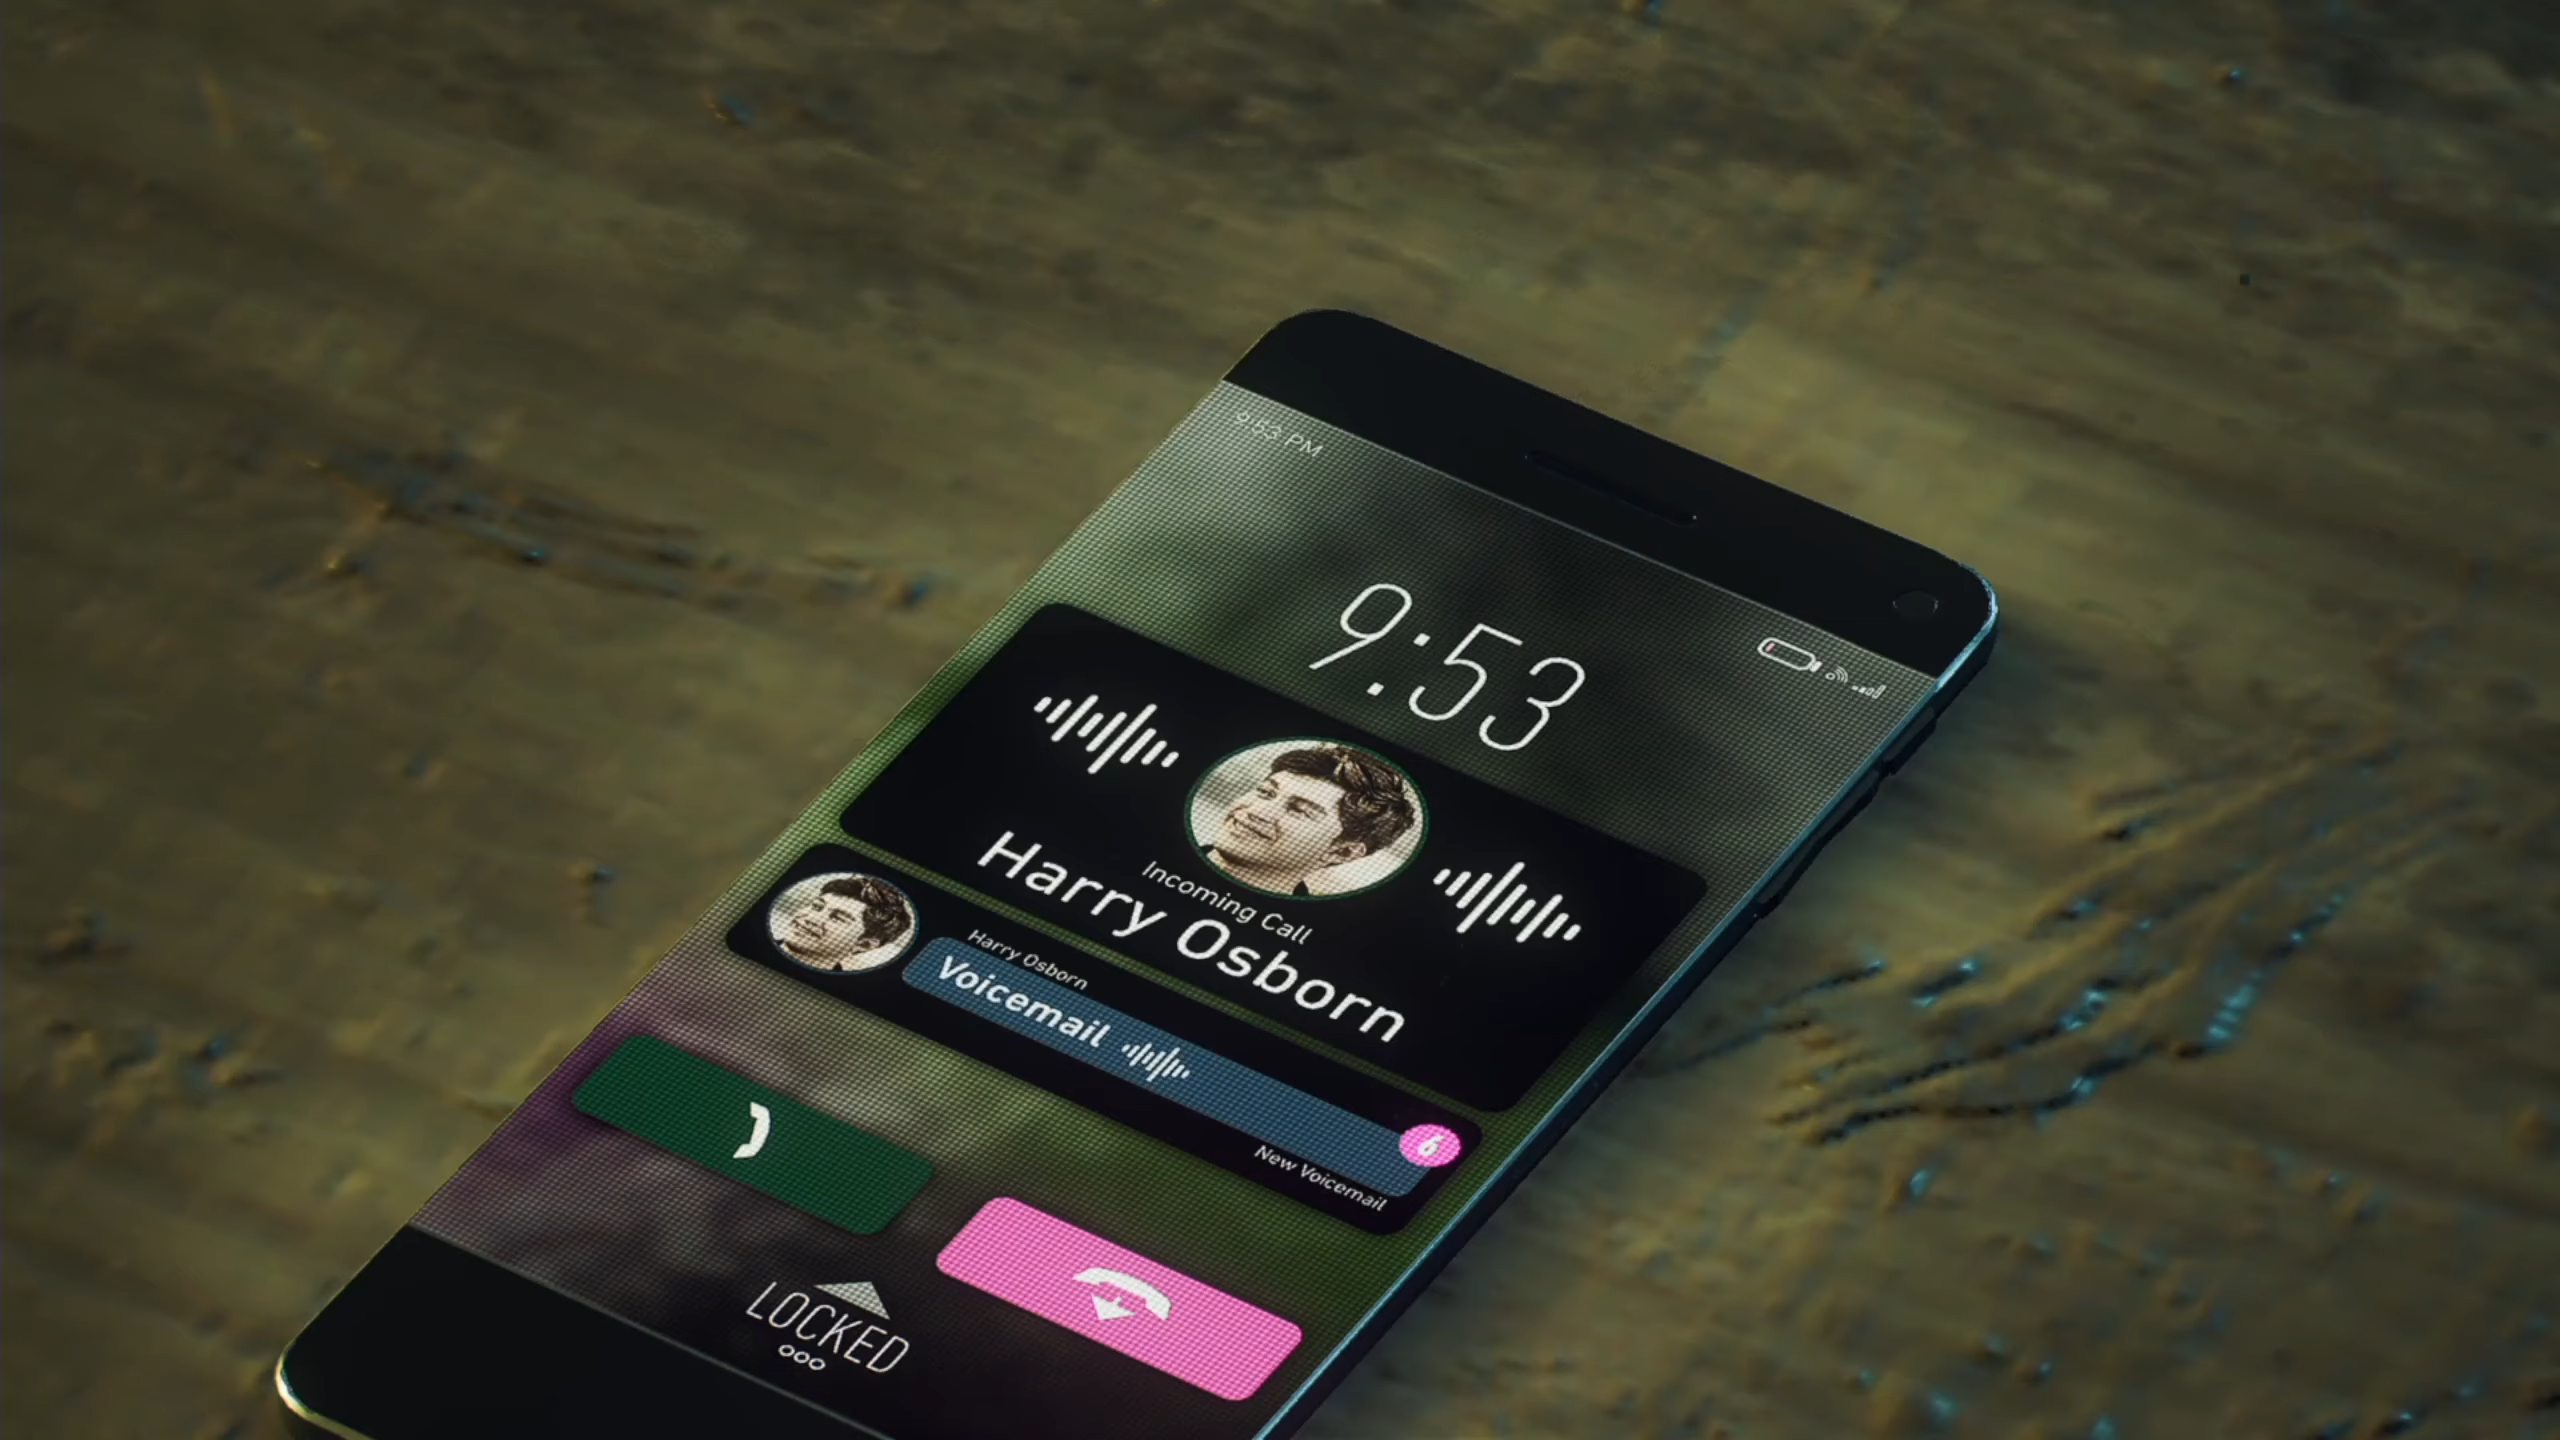 9:53 PM
9:53
Incoming Call
Harry Osborn
Harry Osborn
Voicemail
6
New Voicemail
LOCKED